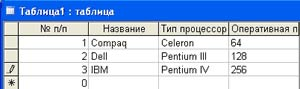 Таблица1 : таблица
№ п/п Название Тип процессор Оперативная п
1 Compaq Celeron 64
2 Dell Pentium III 128
3 IBM Pentium IV 256
0